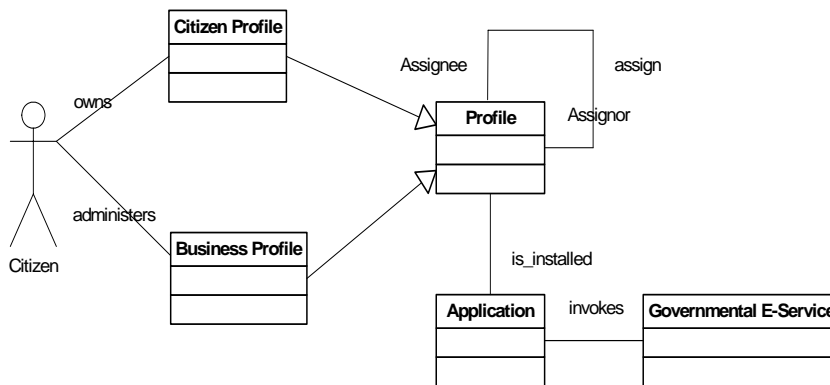 Citizen Profile
Assignee
assign
owns
Profile
Assignor
administers
Business Profile
Citizen
is_installed
Application
invokes
Governmental E-Service